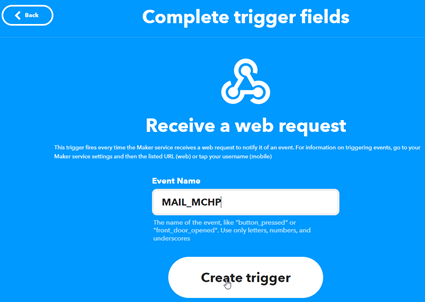 Back
Complete trigger fields
Receive a web request
This trigger fires every time the Maker service receives a web request to notify it of an event. For information on triggering events, go to your
Maker service settings and then the listed URL (web) or tap your username (mobile)
Event Name
MAIL_MCHP
The name of the event, like "button_pressed" or
"front_door_opened". Use only letters, numbers, and
underscores
Create trigger